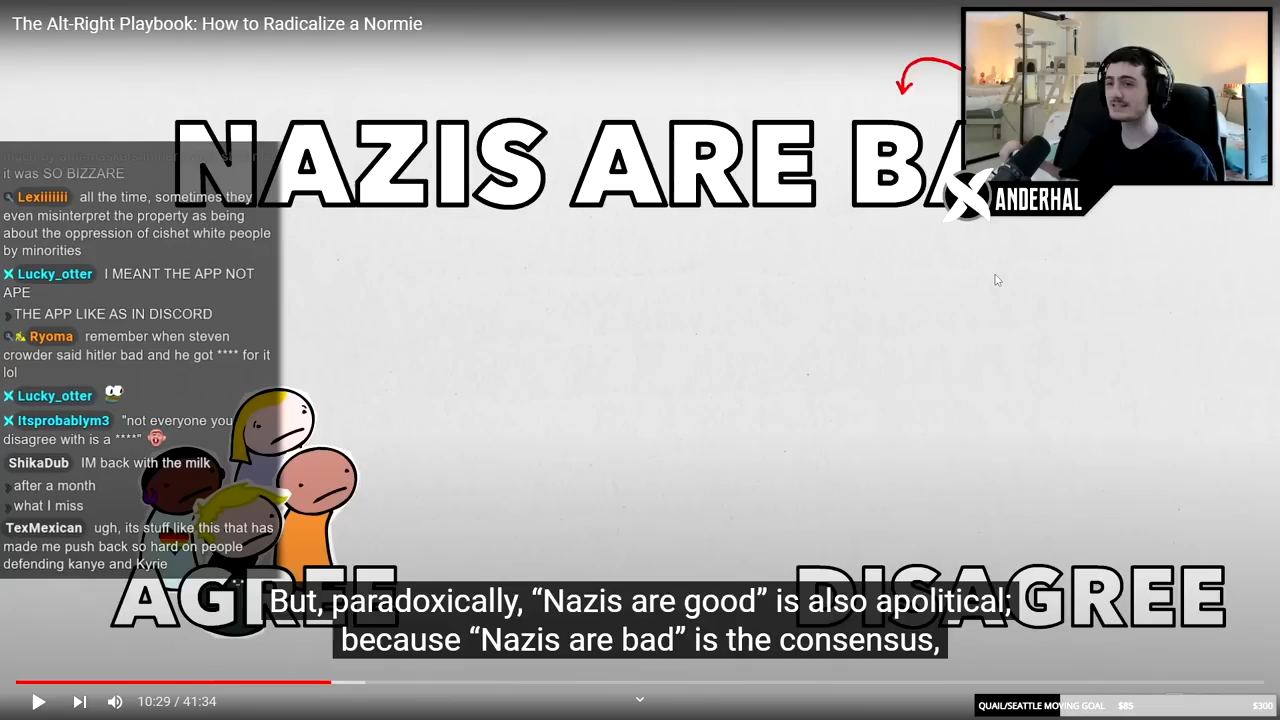 The Alt-Right Playbook: How to Radicalize a Normie
NAZIS ARE BA
ANDERHAL
it was SO BIZZARE
Lexiiiiiii all the time, sometimes they
even misinterpret the property as being
about the oppression of cishet white people
by minorities
Lucky_otter I MEANT THE APP NOT
APE
THE APP LIKE AS IN DISCORD
Ryoma remember when steven
crowder said hitler bad and he got **** for it
lol
Lucky_otter
Itsprobablym3 "not everyone you
disagree with is a ****"
ShikaDub IM back with the milk
after a month
what I miss
TexMexican ugh, its stuff like this that has
made me push back so hard on people
defending kanye and Kyrie
AGREE
DISAGREE
But, paradoxically, “Nazis are good” is also apolitical;
because “Nazis are bad” is the consensus,
10:29 / 41:34
QUAIL/SEATTLE MOVING GOAL $85 $300